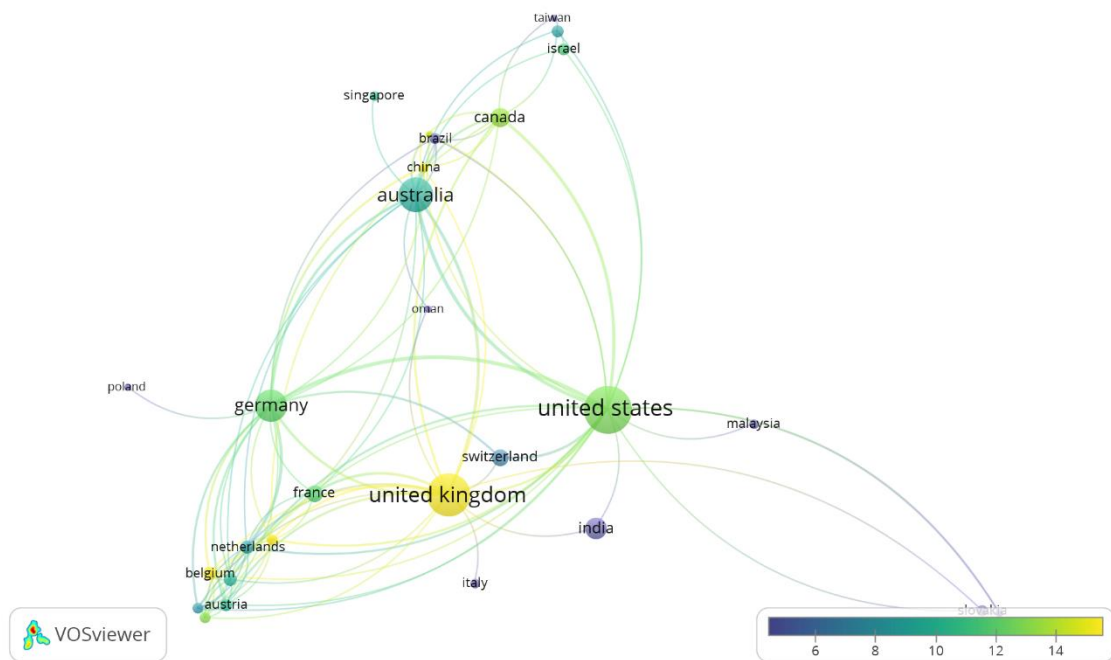 taiwan
israel
singapore
canada
brazil
china
australia
oman
poland
germany
united states
malaysia
switzerland
france
united kingdom
india
netherlands
belgium
italy
austria
slovakia
VOSviewer
6 8 10 12 14